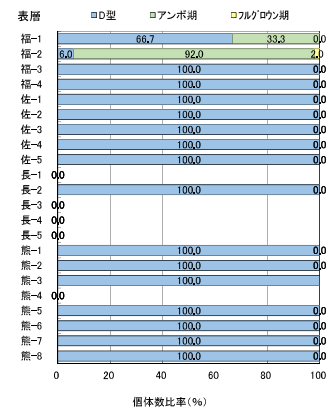 表層 D型 アンボ期 フルグロウン期
福-1 66.7 33.3 0.0
福-2 6.0 92.0 2.0
福-3 100.0 0.0
福-4 100.0 0.0
佐-1 100.0 0.0
佐-2 100.0 0.0
佐-3 100.0 0.0
佐-4 100.0 0.0
佐-5 100.0 0.0
長-1 0.0
長-2 100.0 0.0
長-3 0.0
長-4 0.0
長-5 0.0
熊-1 100.0 0.0
熊-2 100.0 0.0
熊-3 100.0
熊-4 0.0
熊-5 100.0 0.0
熊-6 100.0 0.0
熊-7 100.0 0.0
熊-8 100.0 0.0
0 20 40 60 80 100
個体数比率(%)